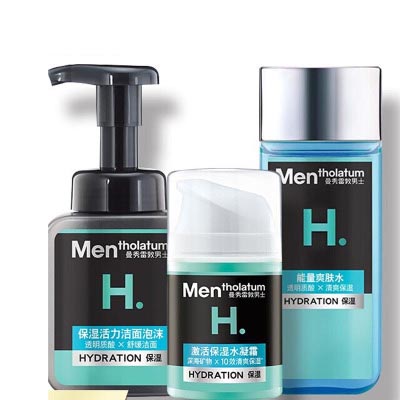 Mentholatum
曼秀雷敦男士
H.
保湿活力洁面泡沫
透明质酸 × 舒缓洁面
HYDRATION 保湿
Mentholatum
曼秀雷敦男士
H.
激活保湿水凝霜
深海矿物 × 10效清爽保湿
HYDRATION 保湿
Mentholatum
曼秀雷敦男士
H.
能量爽肤水
透明质酸 × 清爽保湿
HYDRATION 保湿